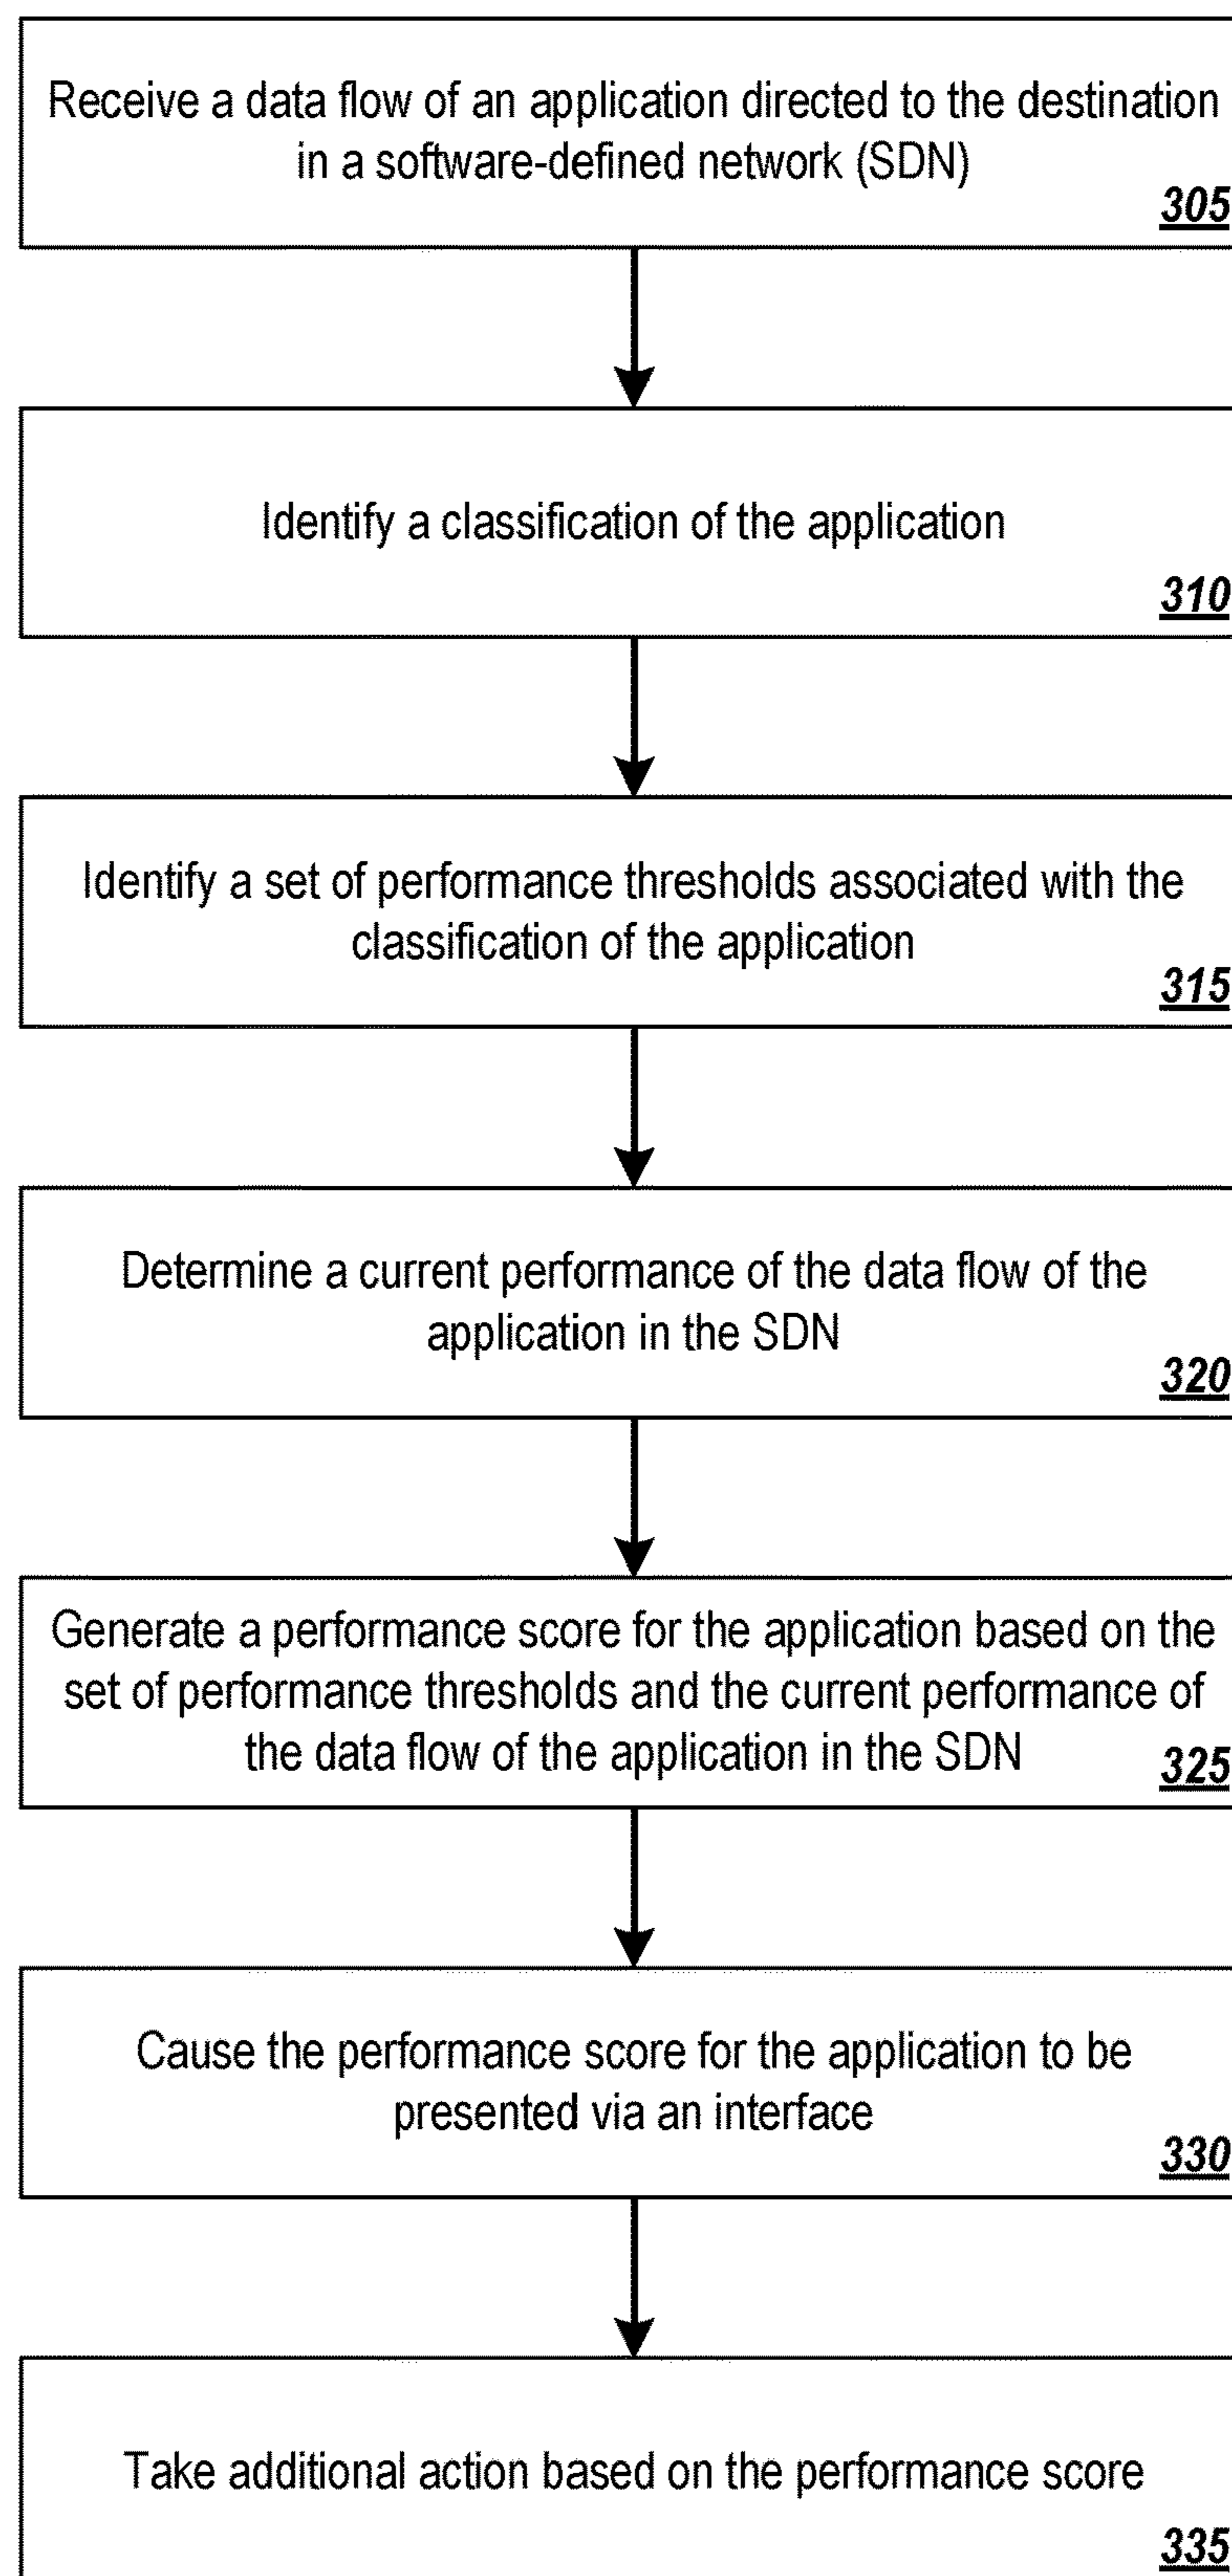 Receive a data flow of an application directed to the destination
in a software-defined network (SDN)
305
Identify a classification of the application
310
Identify a set of performance thresholds associated with the
classification of the application
315
Determine a current performance of the data flow of the
application in the SDN
320
Generate a performance score for the application based on the
set of performance thresholds and the current performance of
the data flow of the application in the SDN
325
Cause the performance score for the application to be
presented via an interface
330
Take additional action based on the performance score
335